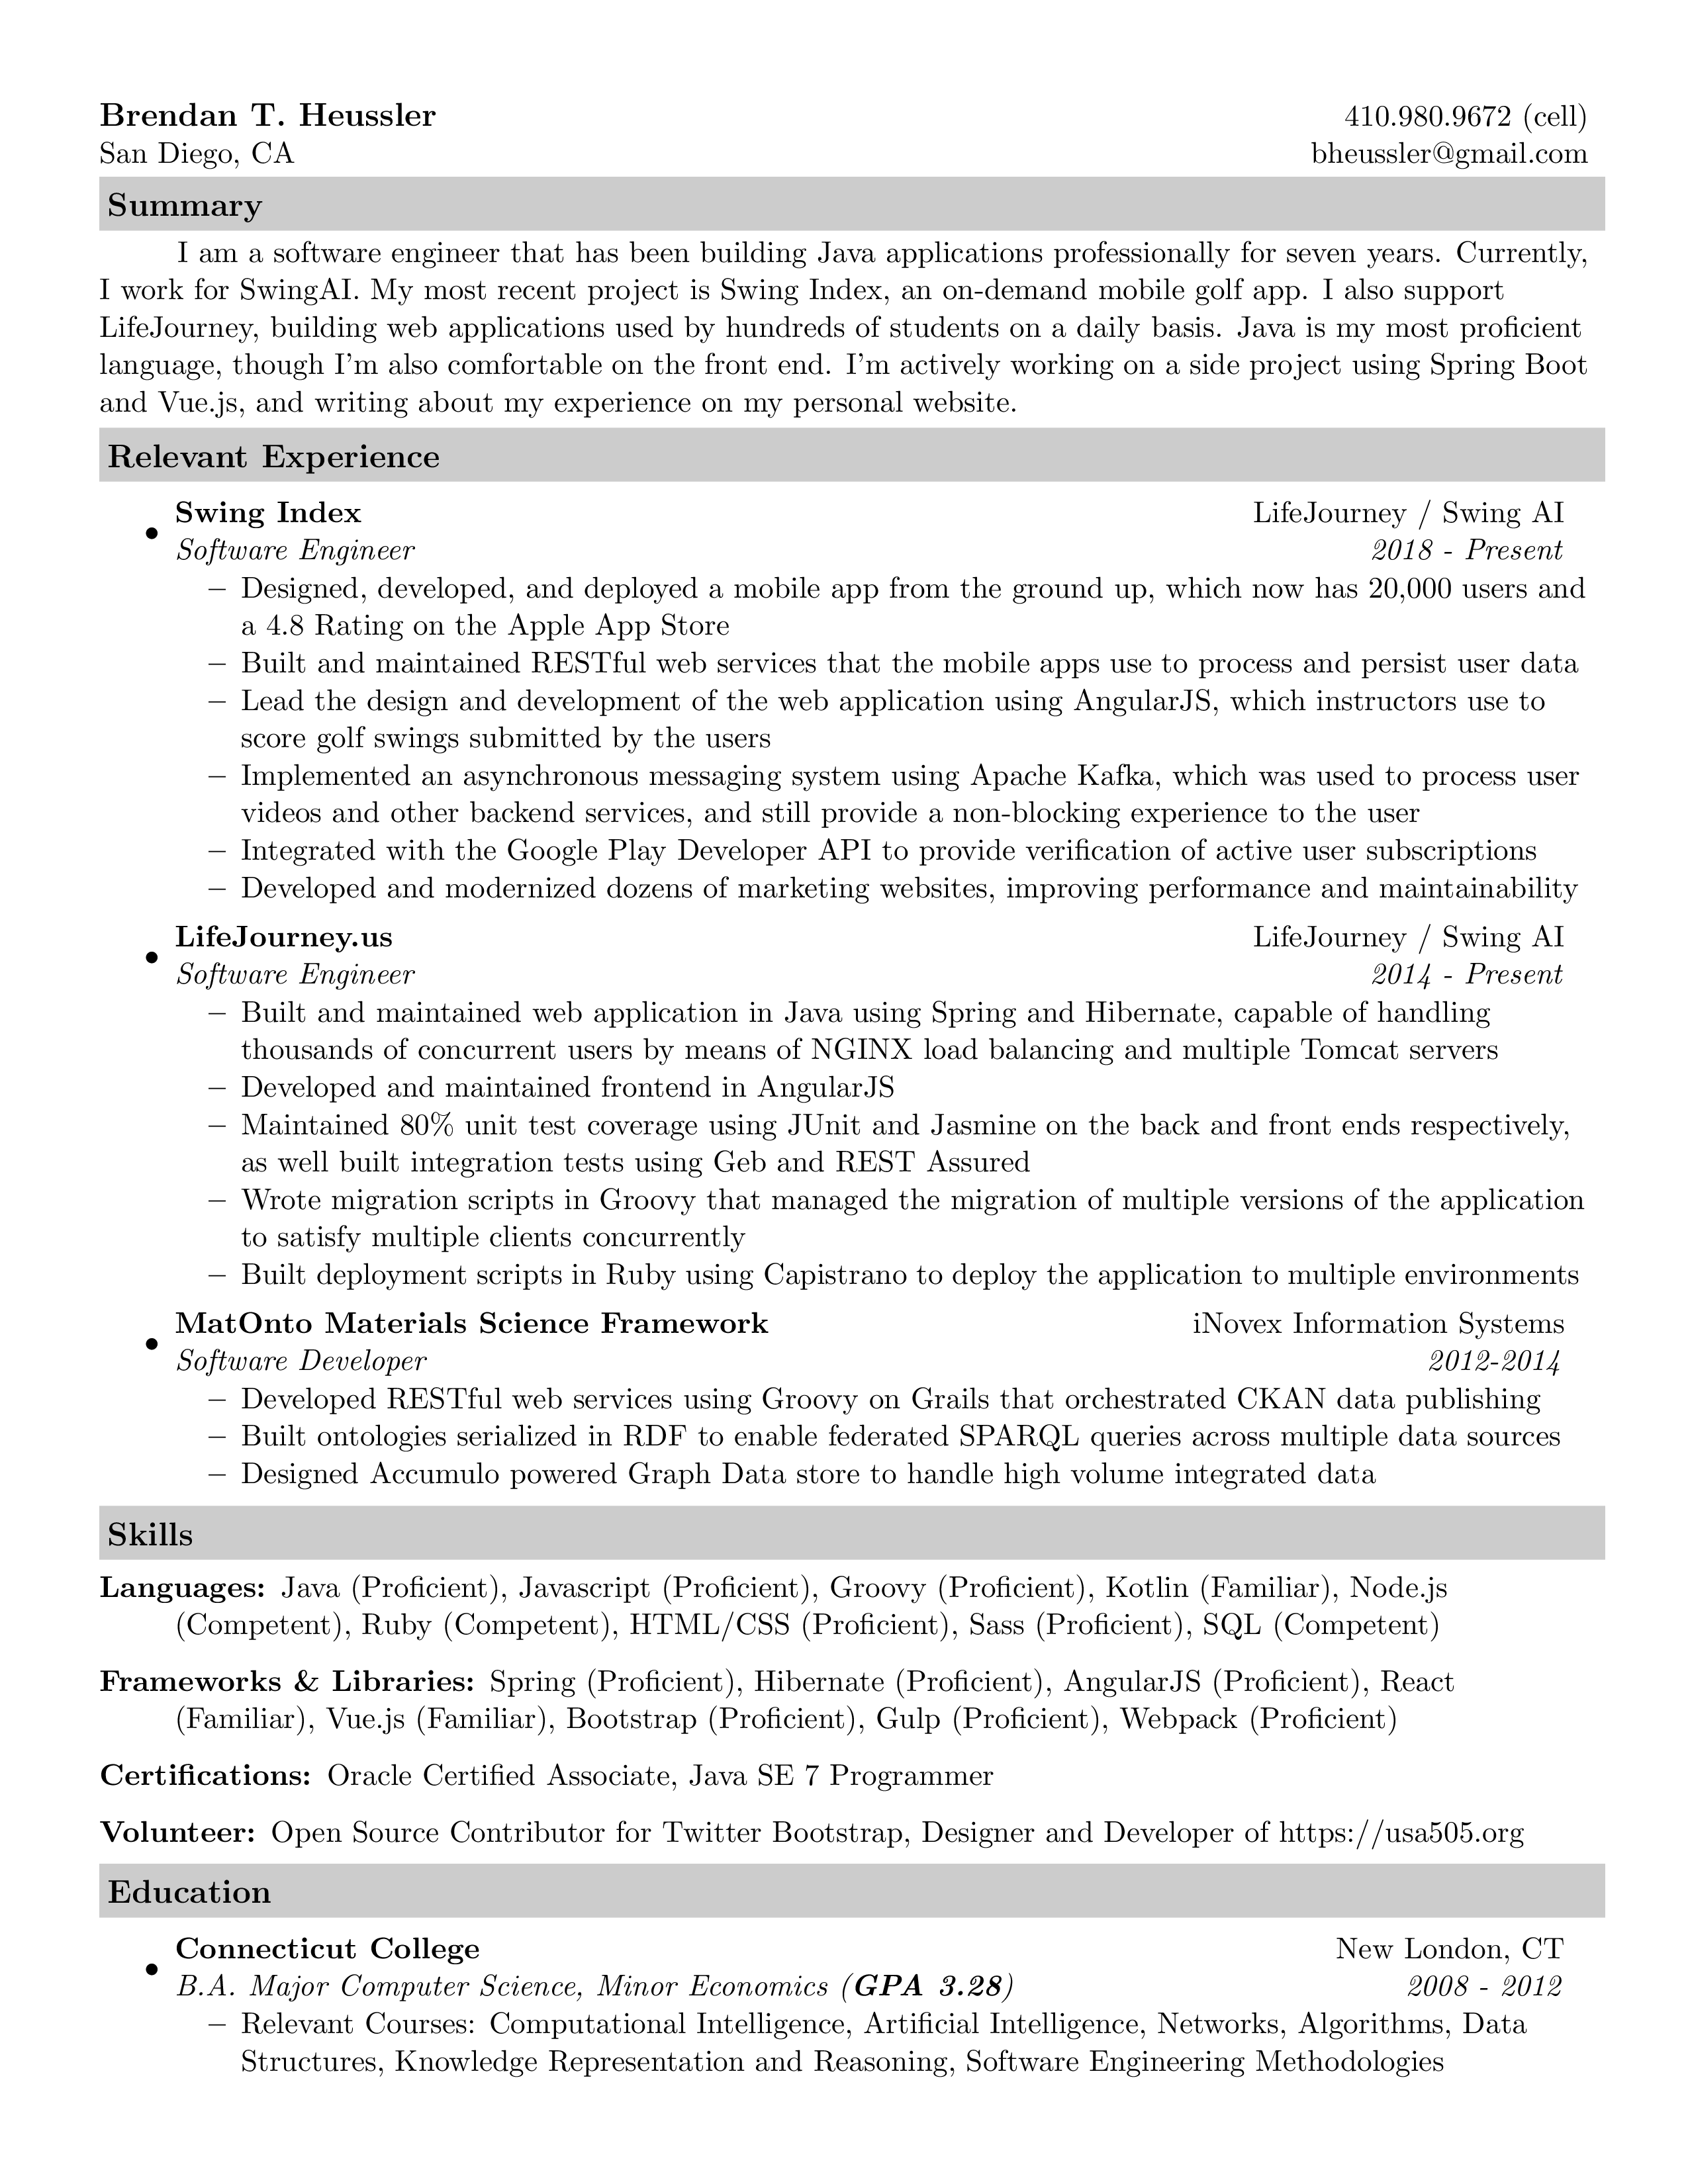 Brendan T. Heussler 410.980.9672 (cell)
San Diego, CA bheussler@gmail.com
Summary
I am a software engineer that has been building Java applications professionally for seven years. Currently,
I work for SwingAI. My most recent project is Swing Index, an on-demand mobile golf app. I also support
LifeJourney, building web applications used by hundreds of students on a daily basis. Java is my most proficient
language, though I'm also comfortable on the front end. I'm actively working on a side project using Spring Boot
and Vue.js, and writing about my experience on my personal website.
Relevant Experience
• Swing Index LifeJourney / Swing AI
Software Engineer 2018 - Present
– Designed, developed, and deployed a mobile app from the ground up, which now has 20,000 users and
a 4.8 Rating on the Apple App Store
– Built and maintained RESTful web services that the mobile apps use to process and persist user data
– Lead the design and development of the web application using AngularJS, which instructors use to
score golf swings submitted by the users
– Implemented an asynchronous messaging system using Apache Kafka, which was used to process user
videos and other backend services, and still provide a non-blocking experience to the user
– Integrated with the Google Play Developer API to provide verification of active user subscriptions
– Developed and modernized dozens of marketing websites, improving performance and maintainability
• LifeJourney.us LifeJourney / Swing AI
Software Engineer 2014 - Present
– Built and maintained web application in Java using Spring and Hibernate, capable of handling
thousands of concurrent users by means of NGINX load balancing and multiple Tomcat servers
– Developed and maintained frontend in AngularJS
– Maintained 80% unit test coverage using JUnit and Jasmine on the back and front ends respectively,
as well built integration tests using Geb and REST Assured
– Wrote migration scripts in Groovy that managed the migration of multiple versions of the application
to satisfy multiple clients concurrently
– Built deployment scripts in Ruby using Capistrano to deploy the application to multiple environments
• MatOnto Materials Science Framework iNovex Information Systems
Software Developer 2012-2014
– Developed RESTful web services using Groovy on Grails that orchestrated CKAN data publishing
– Built ontologies serialized in RDF to enable federated SPARQL queries across multiple data sources
– Designed Accumulo powered Graph Data store to handle high volume integrated data
Skills
Languages: Java (Proficient), Javascript (Proficient), Groovy (Proficient), Kotlin (Familiar), Node.js
(Competent), Ruby (Competent), HTML/CSS (Proficient), Sass (Proficient), SQL (Competent)
Frameworks & Libraries: Spring (Proficient), Hibernate (Proficient), AngularJS (Proficient), React
(Familiar), Vue.js (Familiar), Bootstrap (Proficient), Gulp (Proficient), Webpack (Proficient)
Certifications: Oracle Certified Associate, Java SE 7 Programmer
Volunteer: Open Source Contributor for Twitter Bootstrap, Designer and Developer of https://usa505.org
Education
• Connecticut College New London, CT
B.A. Major Computer Science, Minor Economics (GPA 3.28) 2008 - 2012
– Relevant Courses: Computational Intelligence, Artificial Intelligence, Networks, Algorithms, Data
Structures, Knowledge Representation and Reasoning, Software Engineering Methodologies